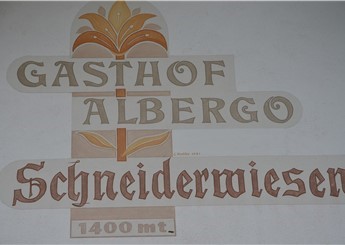 GASTHOF
ALBERGO
Schneiderwiesen
1400 mt.